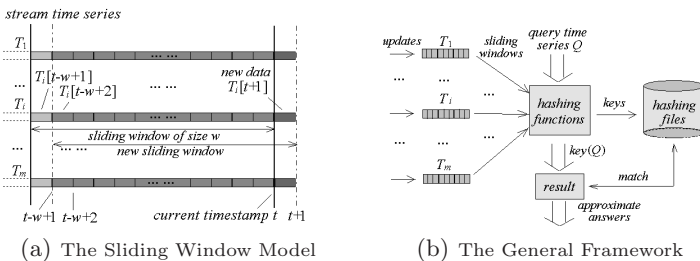 stream time series
T1
... ...
new data
Ti[t-w+1]
Ti[t-w+2]
... ...
Ti[t+1]
...
Ti
... ...
sliding window of size w
...
... ...
new sliding window
Tm
... ...
t-w+1
t-w+2
current timestamp t
t+1
(a) The Sliding Window Model
updates
T1
sliding windows
query time series Q
...
...
...
Ti
hashing functions
keys
hashing files
...
...
...
Tm
key(Q)
result
match
approximate answers
(b) The General Framework